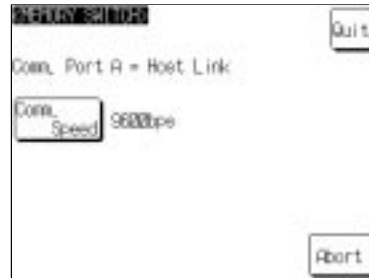 <MEMORY SWITCH>
Quit
Comm. Port A = Host Link
Comm.
Speed
9600bps
Abort